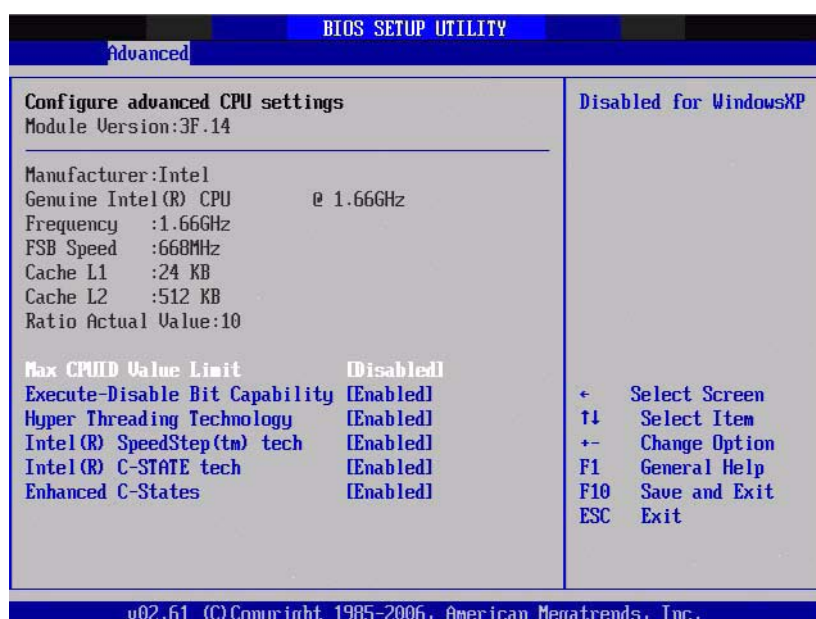 BIOS SETUP UTILITY
Advanced
Configure advanced CPU settings
Module Version:3F.14
Manufacturer:Intel
Genuine Intel(R) CPU @ 1.66GHz
Frequency :1.66GHz
FSB Speed :668MHz
Cache L1 :24 KB
Cache L2 :512 KB
Ratio Actual Value:10
Max CPUID Value Limit [Disabled]
Execute-Disable Bit Capability [Enabled]
Hyper Threading Technology [Enabled]
Intel(R) SpeedStep(tm) tech [Enabled]
Intel(R) C-STATE tech [Enabled]
Enhanced C-States [Enabled]
Disabled for WindowsXP
← Select Screen
↑↓ Select Item
+- Change Option
F1 General Help
F10 Save and Exit
ESC Exit
v02.61 (C)Copyright 1985-2006, American Megatrends, Inc.